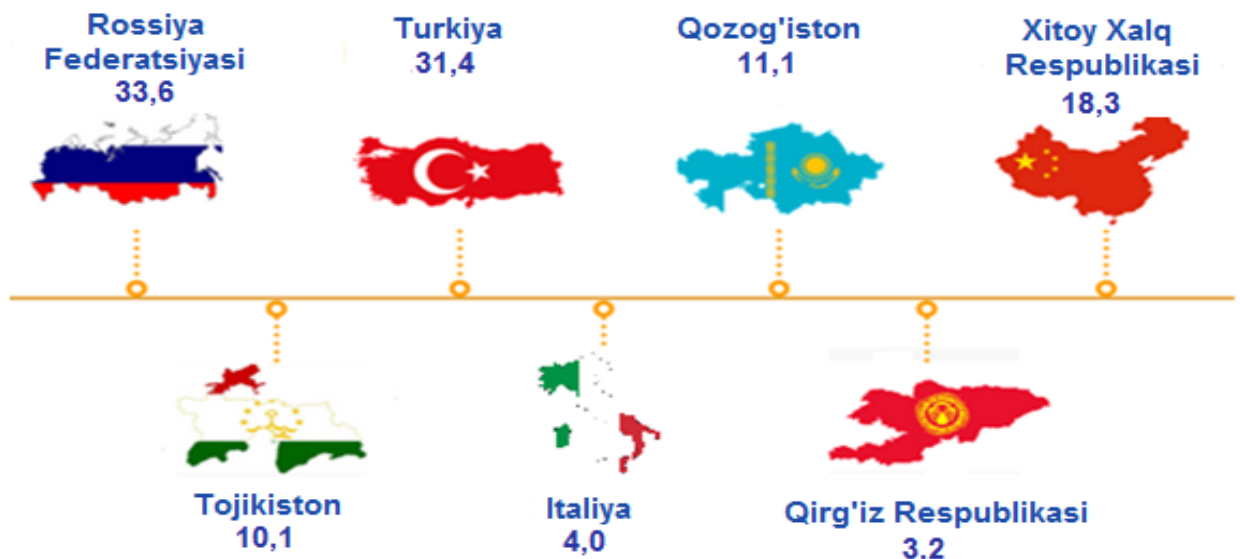 Rossiya
Federatsiyasi
33,6
Turkiya
31,4
Qozog'iston
11,1
Xitoy Xalq
Respublikasi
18,3
Tojikiston
10,1
Italiya
4,0
Qirg'iz Respublikasi
3,2